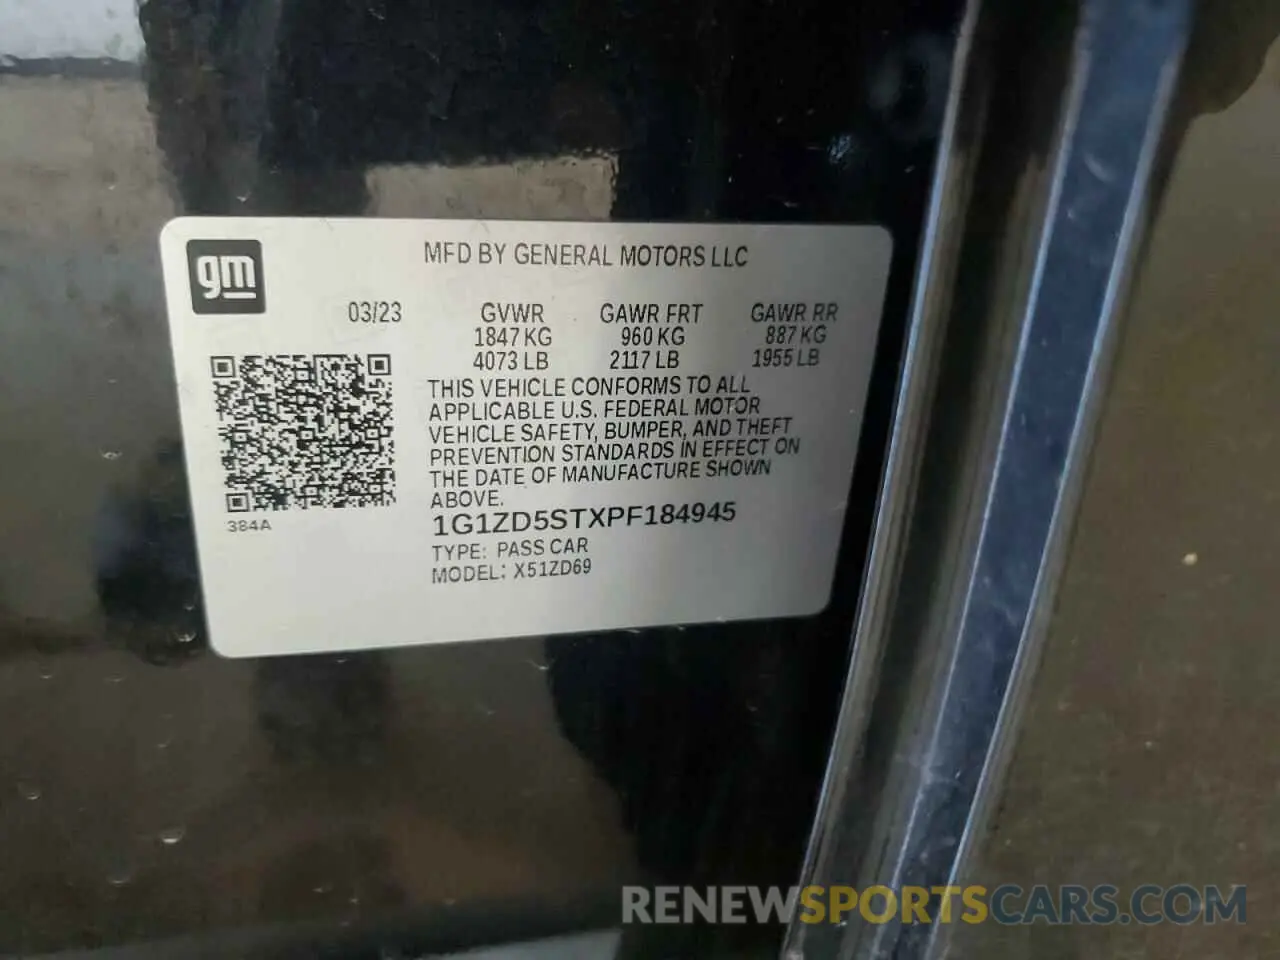 gm
MFD BY GENERAL MOTORS LLC
03/23 GVWR GAWR FRT GAWR RR
1847 KG 960 KG 887 KG
4073 LB 2117 LB 1955 LB
THIS VEHICLE CONFORMS TO ALL
APPLICABLE U.S. FEDERAL MOTOR
VEHICLE SAFETY, BUMPER, AND THEFT
PREVENTION STANDARDS IN EFFECT ON
THE DATE OF MANUFACTURE SHOWN
ABOVE.
384A
1G1ZD5STXPF184945
TYPE: PASS CAR
MODEL: X51ZD69
RENEWSPORTSCARS.COM